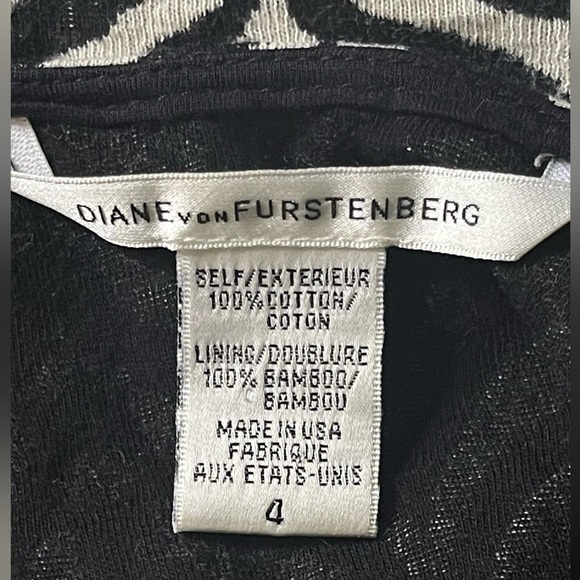 DIANE VON FURSTENBERG
SELF/EXTERIEUR
100% COTTON/
COTON
LINING/DOUBLURE
100% BAMBOO/
BAMBOU
MADE IN USA
FABRIQUE
AUX ETATS-UNIS
4